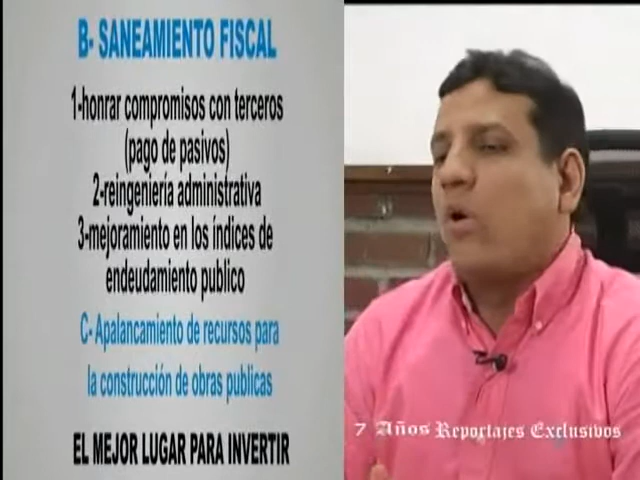 B- SANEAMIENTO FISCAL
1-honrar compromisos con terceros
(pago de pasivos)
2-reingeniería administrativa
3-mejoramiento en los índices de
endeudamiento publico
C- Apalancamiento de recursos para
la construcción de obras publicas
EL MEJOR LUGAR PARA INVERTIR
7 Años Reportajes Exclusivos